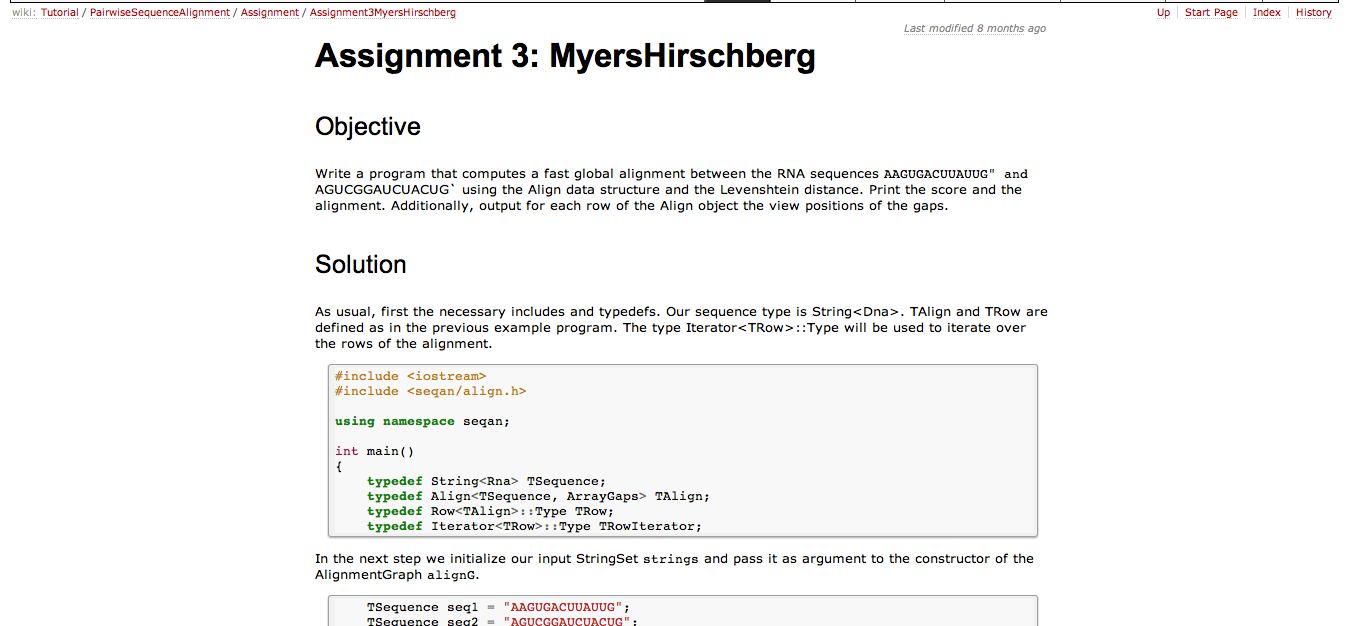 wiki: Tutorial / PairwiseSequenceAlignment / Assignment / Assignment3MyersHirschberg
Up Start Page Index History
Last modified 8 months ago
Assignment 3: MyersHirschberg
Objective
Write a program that computes a fast global alignment between the RNA sequences AAGUGACUUAUUG" and
AGUCGGAUCUACUG` using the Align data structure and the Levenshtein distance. Print the score and the
alignment. Additionally, output for each row of the Align object the view positions of the gaps.
Solution
As usual, first the necessary includes and typedefs. Our sequence type is String<Dna>. TAlign and TRow are
defined as in the previous example program. The type Iterator<TRow>::Type will be used to iterate over
the rows of the alignment.
#include <iostream>
#include <seqan/align.h>
using namespace seqan;
int main()
{
typedef String<Rna> TSequence;
typedef Align<TSequence, ArrayGaps> TAlign;
typedef Row<TAlign>::Type TRow;
typedef Iterator<TRow>::Type TRowIterator;
In the next step we initialize our input StringSet strings and pass it as argument to the constructor of the
AlignmentGraph alignG.
TSequence seq1 = "AAGUGACUUAUUG";
TSequence seq2 = "AGUCGGAUCUACUG";